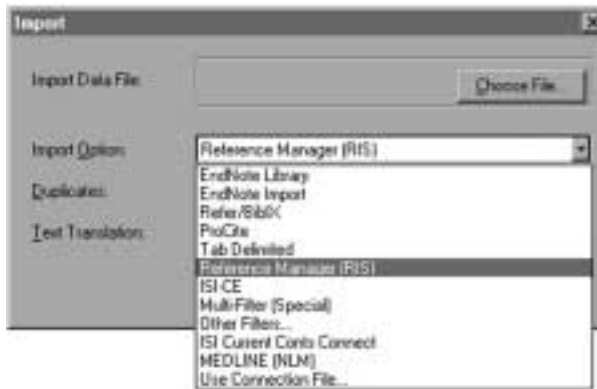 Import
Import Data File:
Choose File...
Import Option:
Reference Manager (RIS)
Duplicates:
Text Translation:
EndNote Library
EndNote Import
Refer/BibIX
ProCite
Tab Delimited
Reference Manager (RIS)
ISI-CE
Multi-Filter (Special)
Other Filters...
ISI Current Conts Connect
MEDLINE (NLM)
Use Connection File...